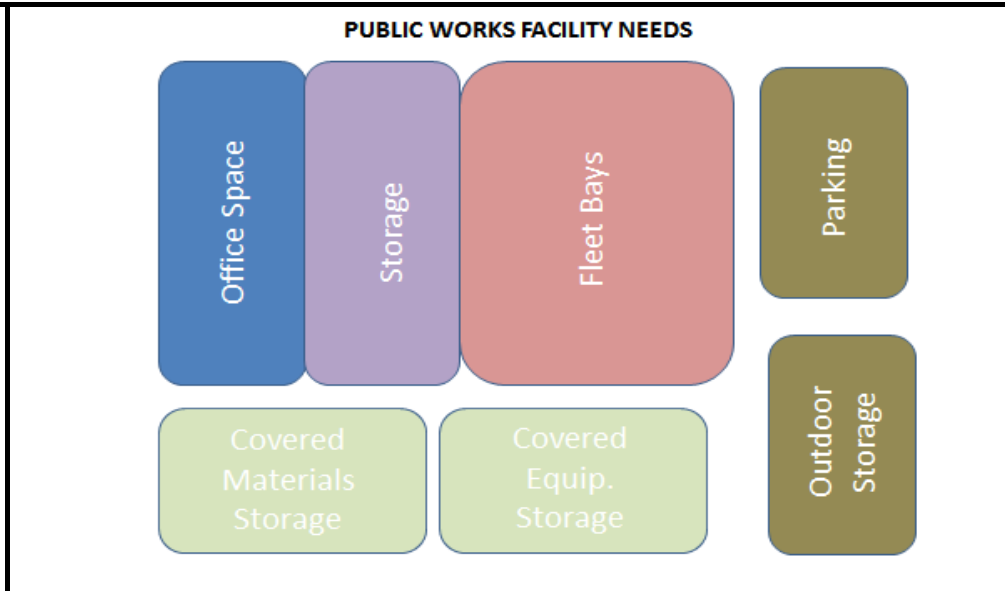 PUBLIC WORKS FACILITY NEEDS
Office Space
Storage
Fleet Bays
Parking
Covered
Materials
Storage
Covered
Equip.
Storage
Outdoor
Storage